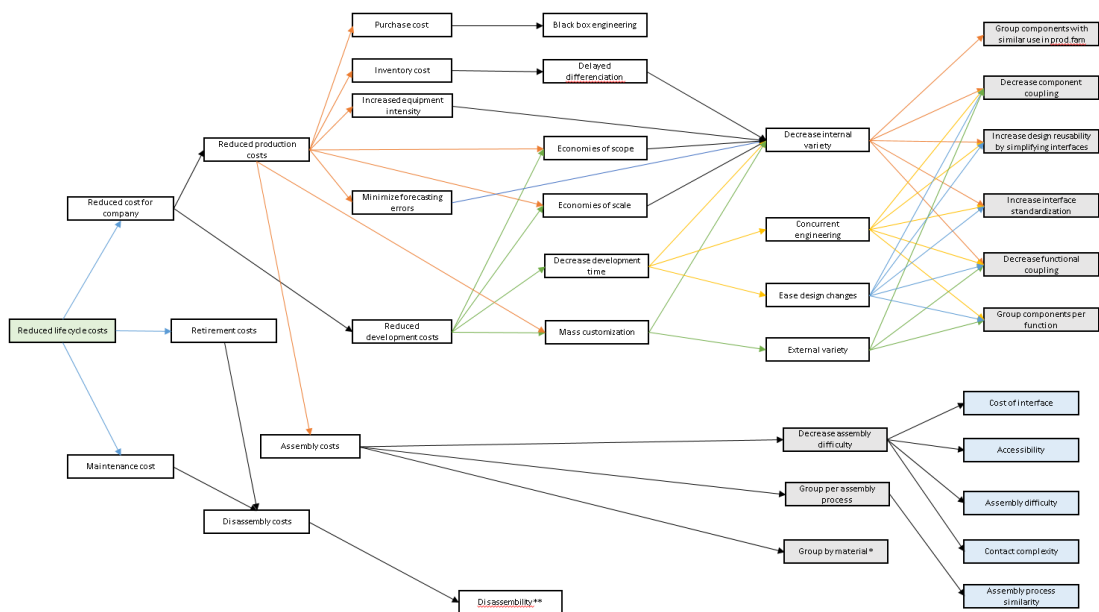 Purchase cost
Black box engineering
Group components with
similar use in prod.fam
Inventory cost
Delayed
differenciation
Decrease component
coupling
Increased equipment
intensity
Reduced production
costs
Economies of scope
Decrease internal
variety
Increase design reusability
by simplifying interfaces
Reduced cost for
company
Minimize forecasting
errors
Economies of scale
Increase interface
standardization
Concurrent
engineering
Decrease development
time
Decrease functional
coupling
Ease design changes
Reduced lifecycle costs
Retirement costs
Reduced
development costs
Mass customization
External variety
Group components per
function
Cost of interface
Assembly costs
Decrease assembly
difficulty
Accessibility
Maintenance cost
Group per assembly
process
Assembly difficulty
Disassembly costs
Group by material*
Contact complexity
Disassembility**
Assembly process
similarity